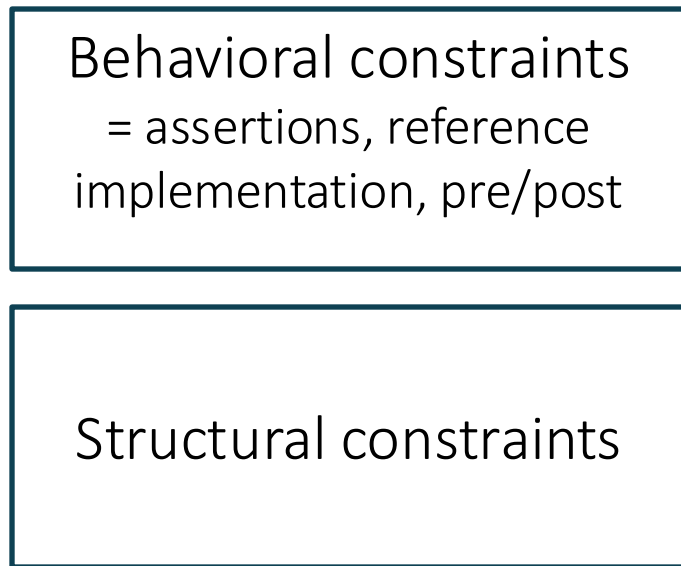 Behavioral constraints
= assertions, reference
implementation, pre/post
Structural constraints